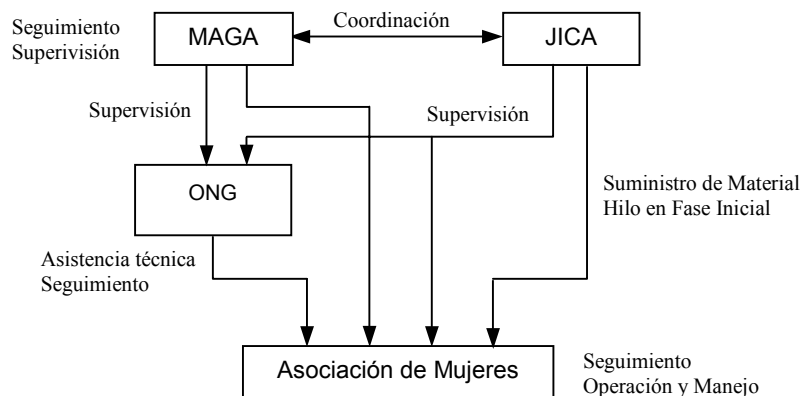 Seguimiento
Superivisión
MAGA
Coordinación
JICA
Supervisión
Supervisión
ONG
Suministro de Material
Hilo en Fase Inicial
Asistencia técnica
Seguimiento
Asociación de Mujeres
Seguimiento
Operación y Manejo